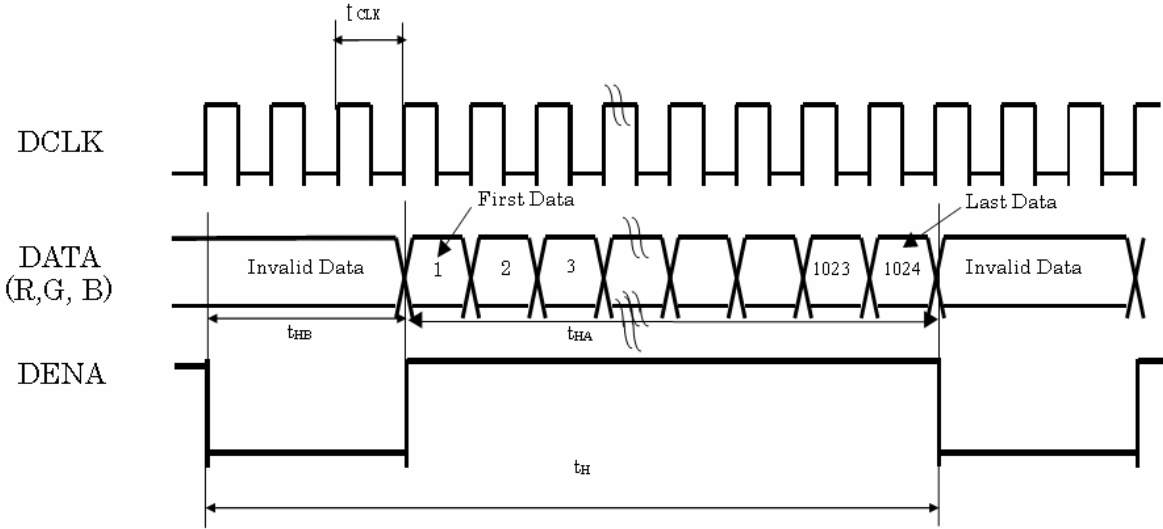 t CLK
DCLK
First Data
Last Data
DATA
(R,G, B)
Invalid Data
1
2
3
1023
1024
Invalid Data
tHB
tHA
DENA
tH